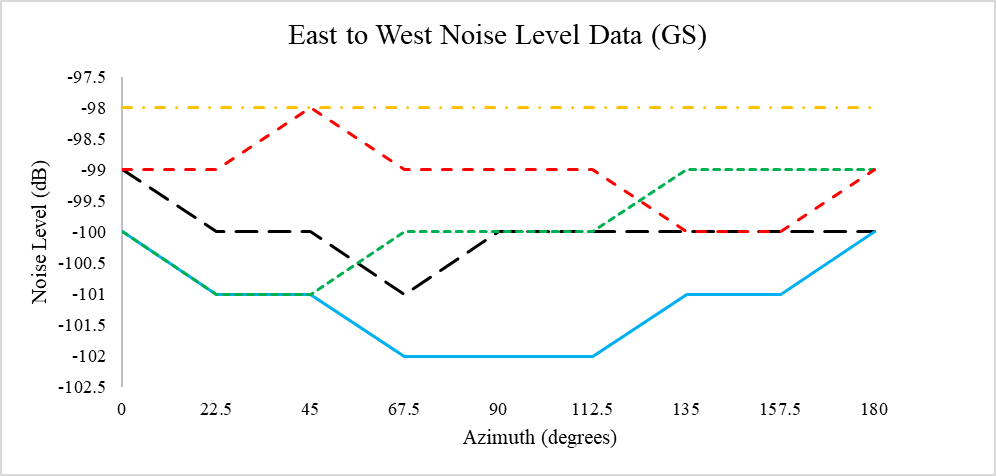 East to West Noise Level Data (GS)
-97.5
-98
-98.5
-99
-99.5
-100
-100.5
-101
-101.5
-102
-102.5
Noise Level (dB)
0 22.5 45 67.5 90 112.5 135 157.5 180
Azimuth (degrees)